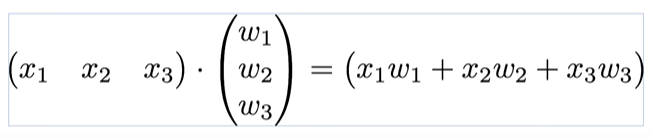 (x₁ x₂ x₃) · (w₁ w₂ w₃) = (x₁w₁ + x₂w₂ + x₃w₃)